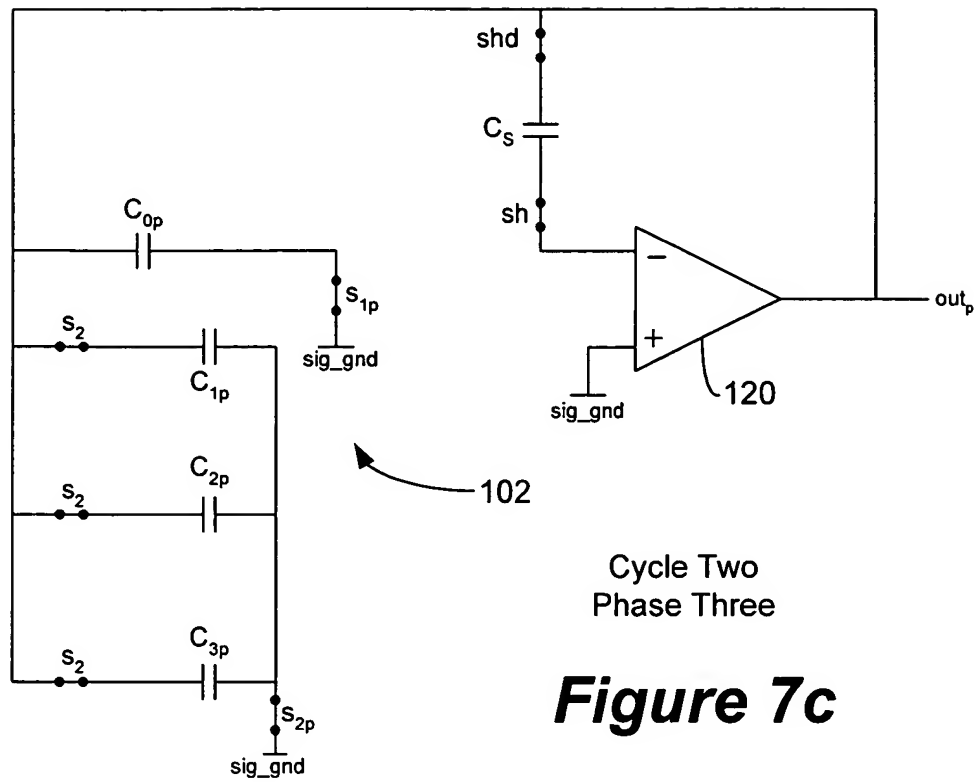 shd
C_S
C_0p
sh
−
s_1p
out_p
s_2
sig_gnd
+
C_1p
sig_gnd
120
C_2p
s_2
102
Cycle Two
Phase Three
C_3p
s_2
s_2p
Figure 7c
sig_gnd